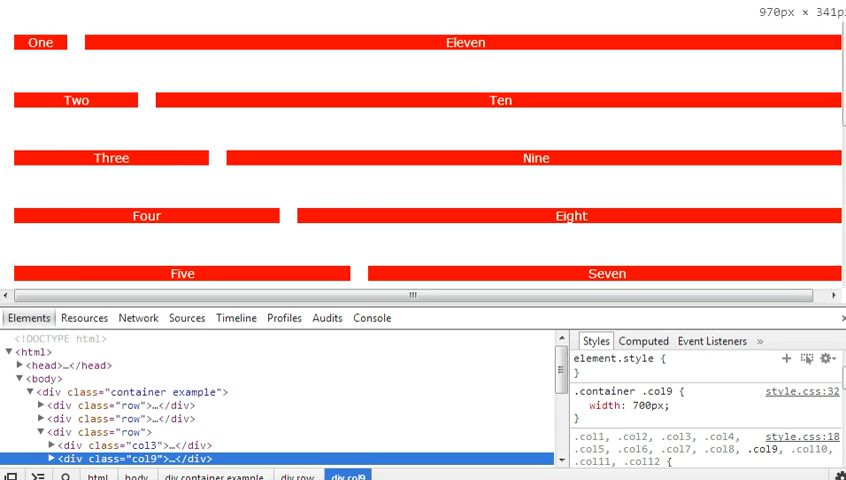 970px × 341p
One Eleven
Two Ten
Three Nine
Four Eight
Five Seven
Elements Resources Network Sources Timeline Profiles Audits Console
<!DOCTYPE html>
<html>
<head>…</head>
<body>
<div class="container example">
<div class="row">…</div>
<div class="row">…</div>
<div class="row">
<div class="col3">…</div>
<div class="col9">…</div>
html body div.container.example div.row div.col9
Styles Computed Event Listeners »
element.style {
}
.container .col9 { style.css:32
width: 700px;
}
.col1, .col2, .col3, .col4, style.css:18
.col5, .col6, .col7, .col8, .col9, .col10,
.col11, .col12 {